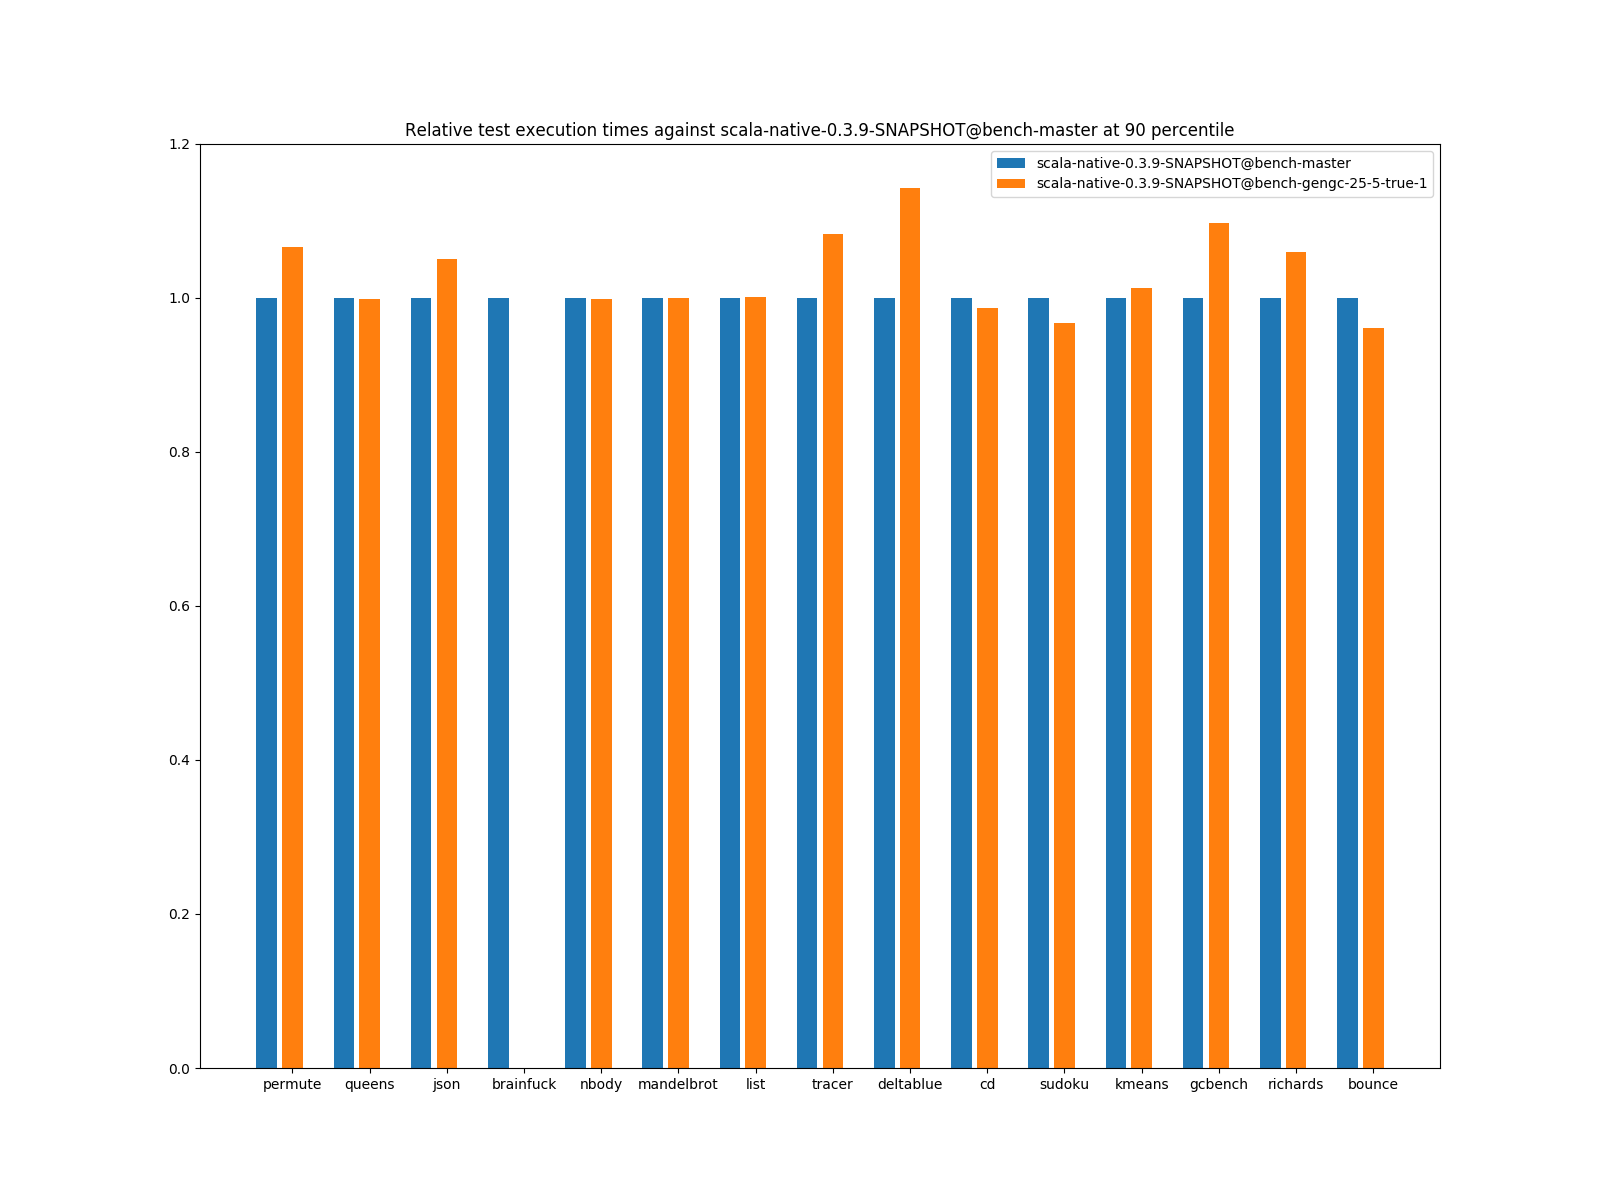 Relative test execution times against scala-native-0.3.9-SNAPSHOT@bench-master at 90 percentile
scala-native-0.3.9-SNAPSHOT@bench-master
scala-native-0.3.9-SNAPSHOT@bench-gengc-25-5-true-1
1.2
1.0
0.8
0.6
0.4
0.2
0.0
permute queens json brainfuck nbody mandelbrot list tracer deltablue cd sudoku kmeans gcbench richards bounce